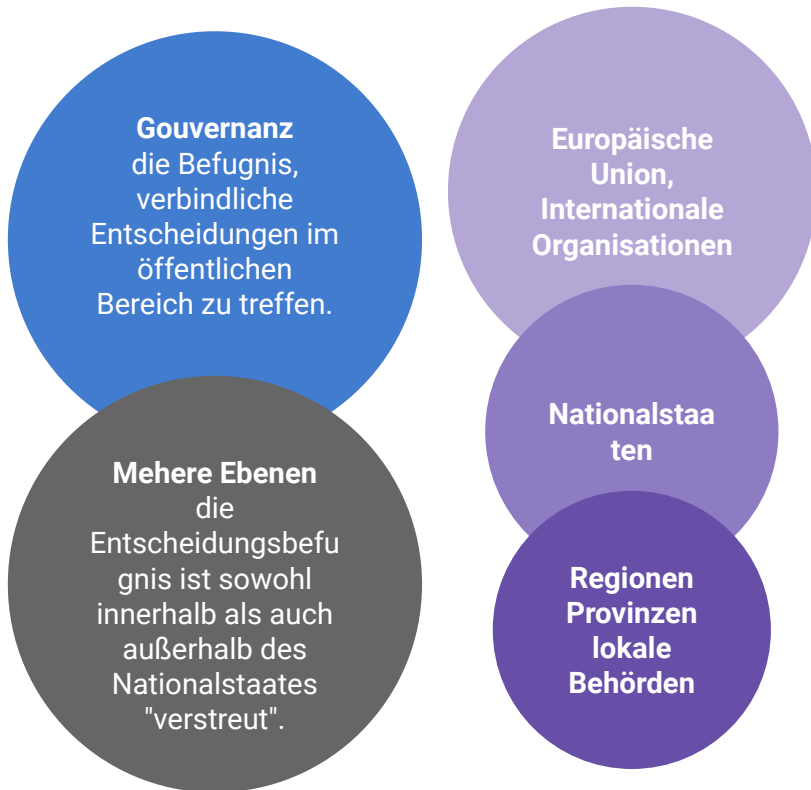 Gouvernanz
die Befugnis,
verbindliche
Entscheidungen im
öffentlichen
Bereich zu treffen.
Mehere Ebenen
die
Entscheidungsbefu
gnis ist sowohl
innerhalb als auch
außerhalb des
Nationalstaates
"verstreut".
Europäische
Union,
Internationale
Organisationen
Nationalstaa
ten
Regionen
Provinzen
lokale
Behörden